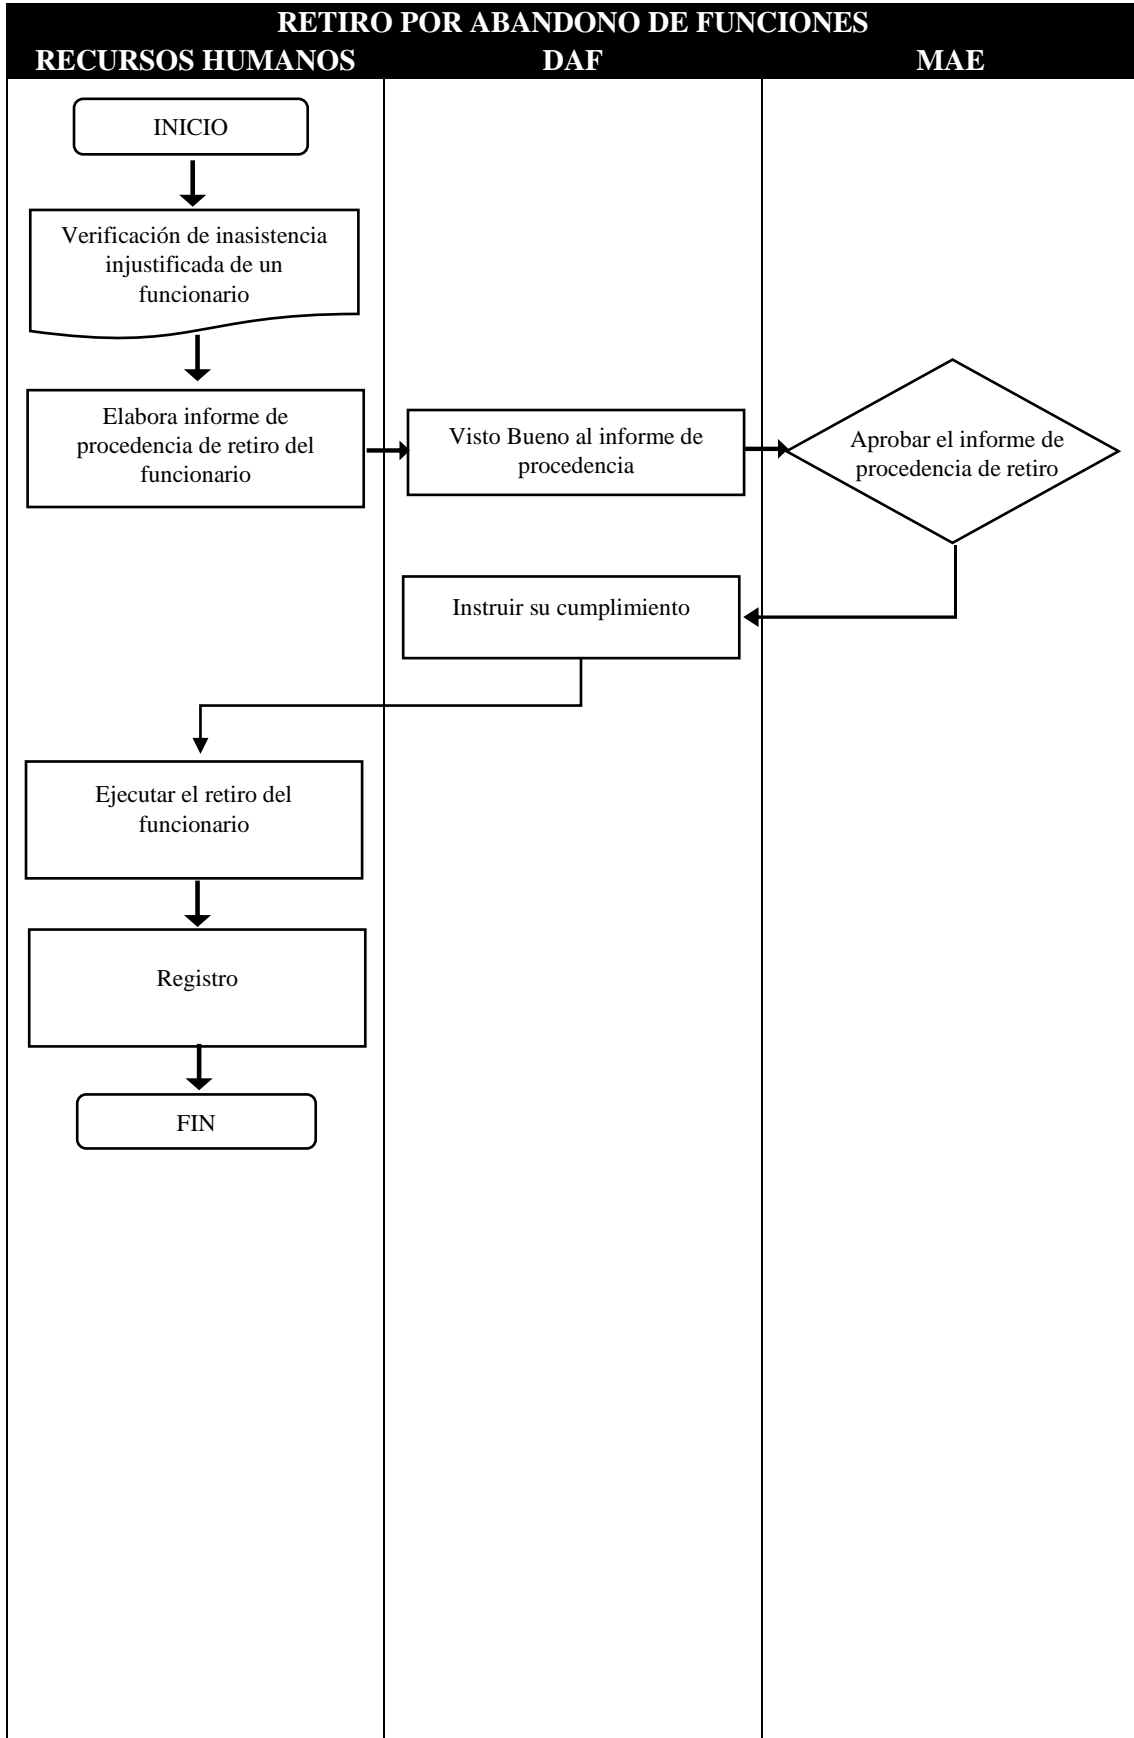 RETIRO POR ABANDONO DE FUNCIONES
RECURSOS HUMANOS
DAF
MAE
INICIO
Verificación de inasistencia
injustificada de un
funcionario
Elabora informe de
procedencia de retiro del
funcionario
Visto Bueno al informe de
procedencia
Aprobar el informe de
procedencia de retiro
Instruir su cumplimiento
Ejecutar el retiro del
funcionario
Registro
FIN